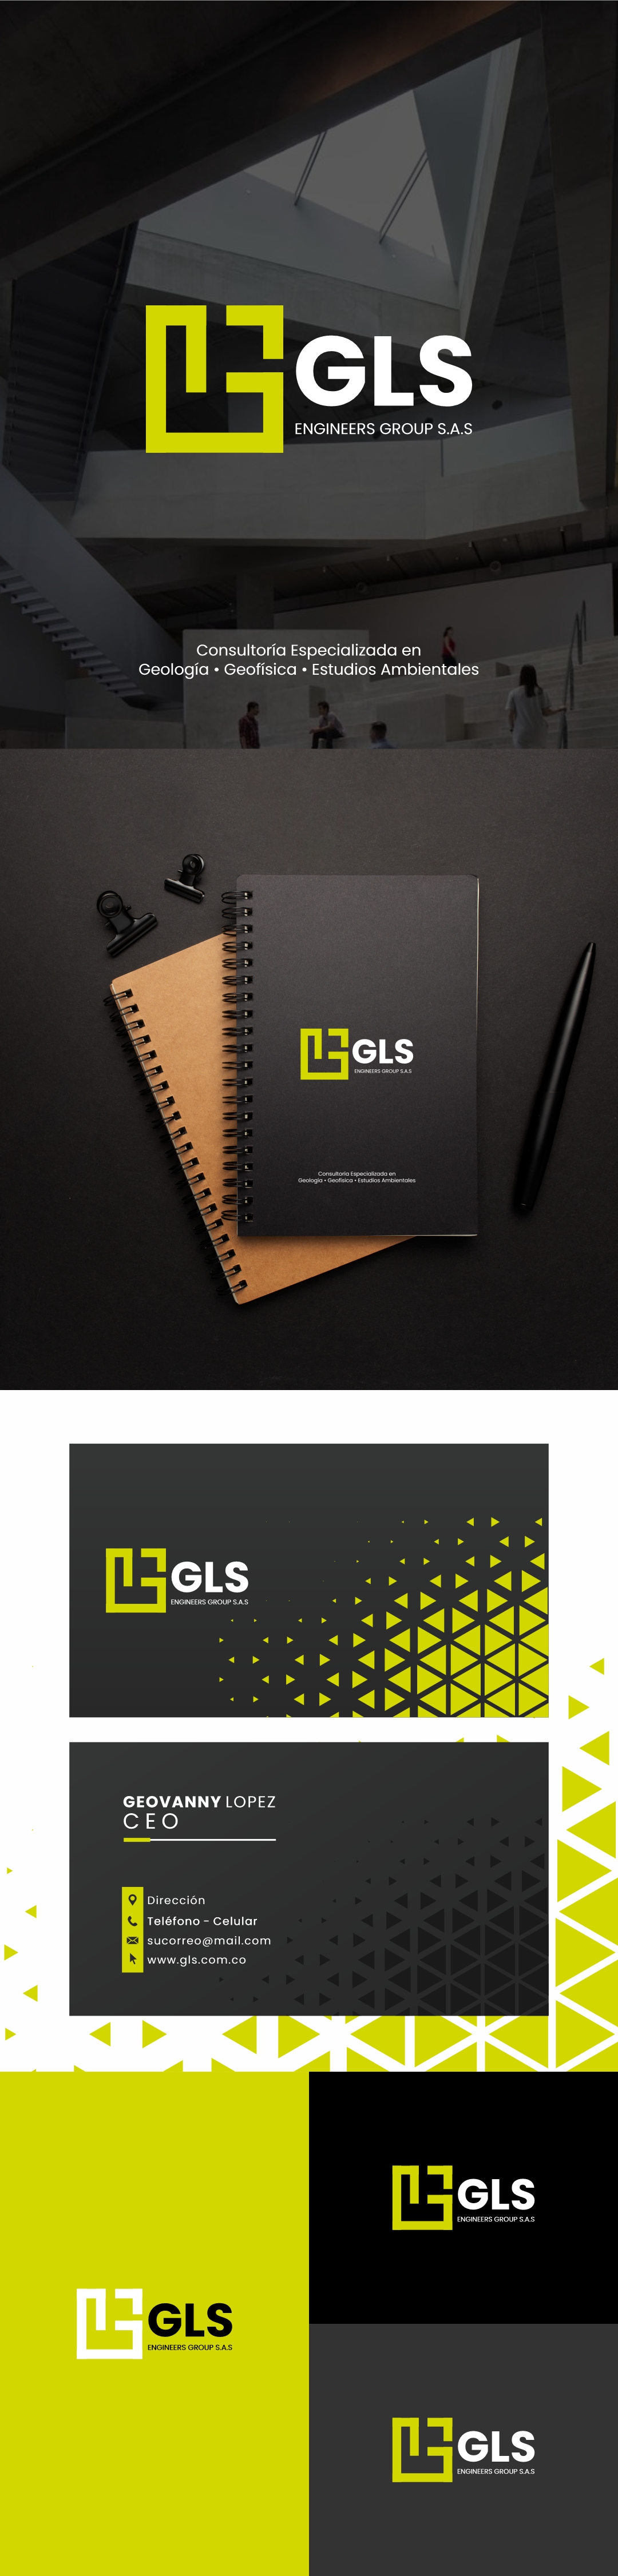 GLS
ENGINEERS GROUP S.A.S
Consultoría Especializada en
Geología • Geofísica • Estudios Ambientales
GLS
ENGINEERS GROUP S.A.S
Consultoría Especializada en
Geología • Geofísica • Estudios Ambientales
GLS
ENGINEERS GROUP S.A.S
GEOVANNY LOPEZ
CEO
Dirección
Teléfono - Celular
sucorreo@mail.com
www.gls.com.co
GLS
ENGINEERS GROUP S.A.S
GLS
ENGINEERS GROUP S.A.S
GLS
ENGINEERS GROUP S.A.S